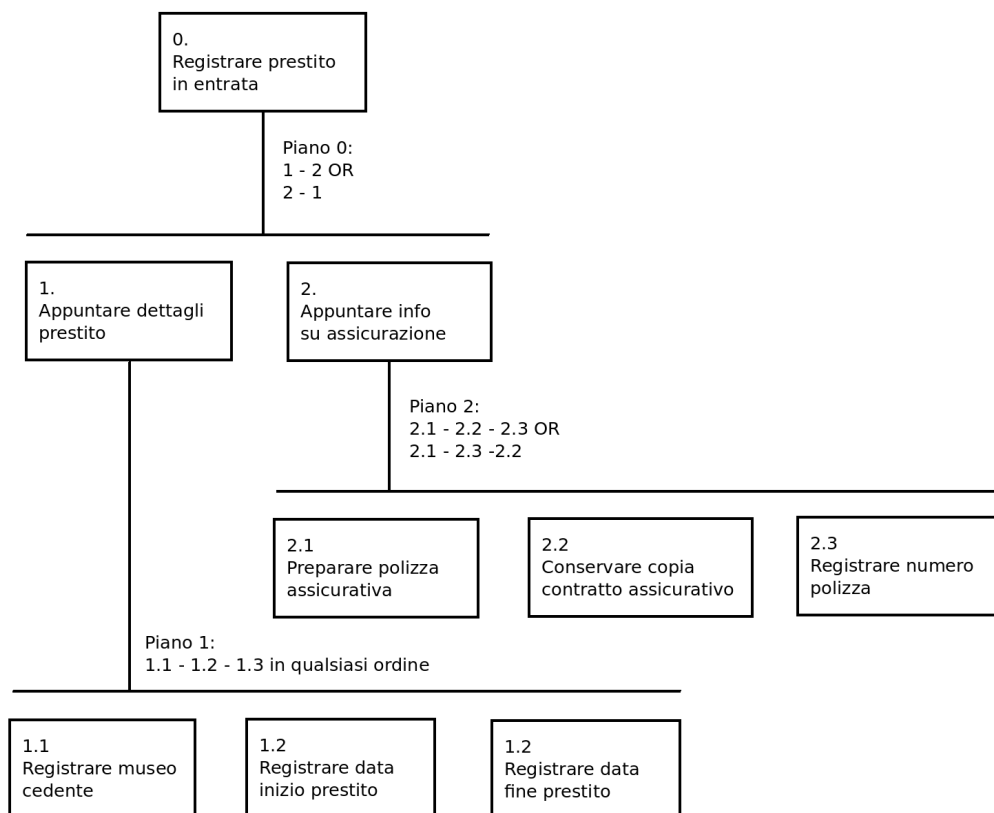 0.
Registrare prestito
in entrata
Piano 0:
1 - 2 OR
2 - 1
1.
Appuntare dettagli
prestito
2.
Appuntare info
su assicurazione
Piano 2:
2.1 - 2.2 - 2.3 OR
2.1 - 2.3 -2.2
2.1
Preparare polizza
assicurativa
2.2
Conservare copia
contratto assicurativo
2.3
Registrare numero
polizza
Piano 1:
1.1 - 1.2 - 1.3 in qualsiasi ordine
1.1
Registrare museo
cedente
1.2
Registrare data
inizio prestito
1.2
Registrare data
fine prestito